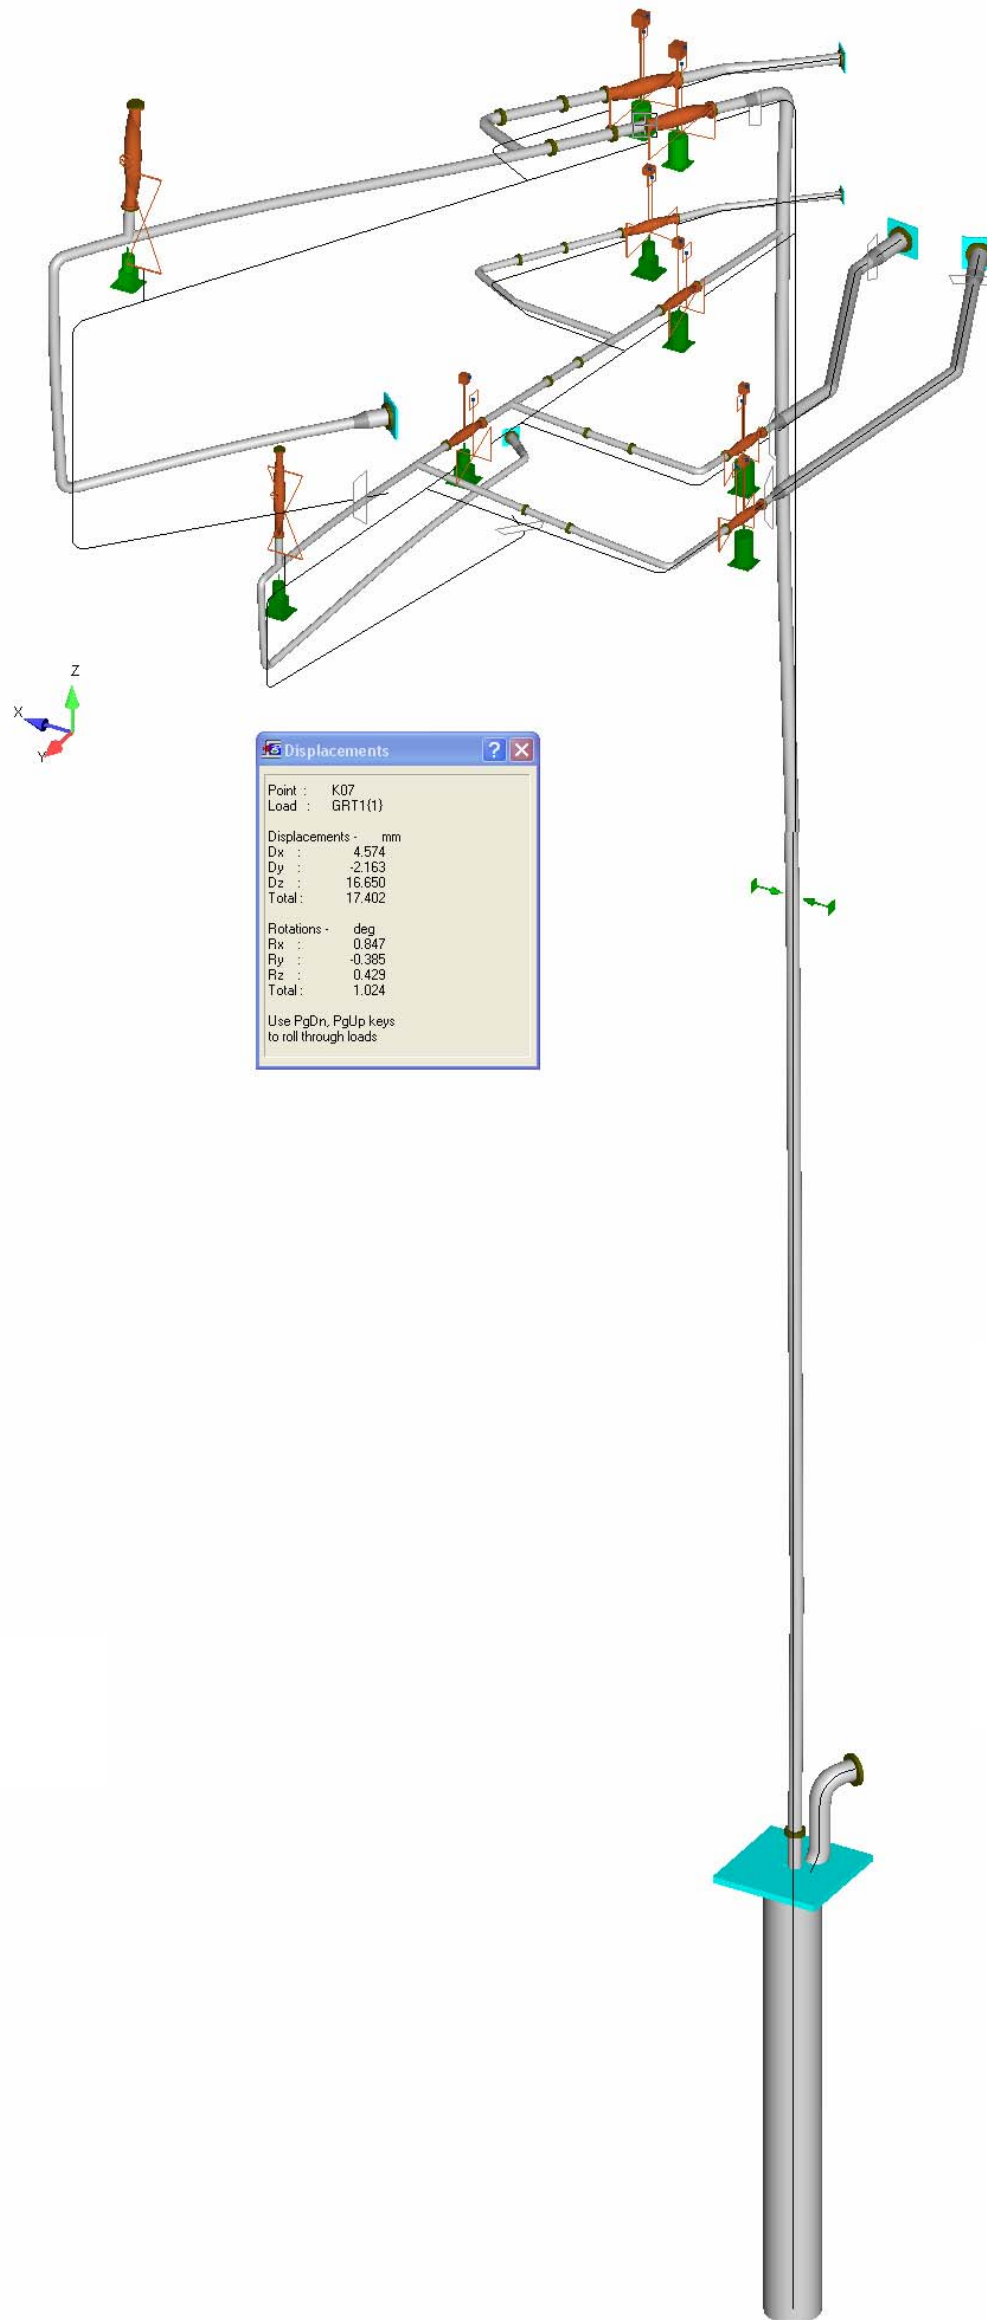 Z
X
Y
Displacements
Point : K07
Load : GRT1{1}
Displacements - mm
Dx : 4.574
Dy : -2.163
Dz : 16.650
Total : 17.402
Rotations - deg
Rx : 0.847
Ry : -0.385
Rz : 0.429
Total : 1.024
Use PgDn, PgUp keys
to roll through loads